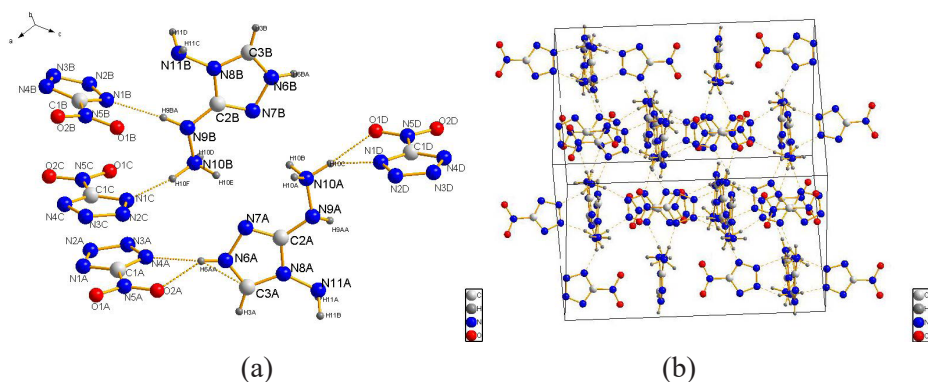 b
a
c
H11D
H11C
H3B
C3B
N11B
N8B
N6B
H6BA
N3B
N2B
N4B
N1B
C1B
N5B
O2B
O1B
H9BA
C2B
N7B
N9B
O2C
N5C
O1C
H10D
N10B
H10F
H10E
C1C
N1C
N4C
N3C
N2C
O1D
N5D
O2D
H10B
H10C
N1D
C1D
N4D
H10A
N10A
N2D
N3D
N9A
H9AA
N2A
N3A
N4A
N7A
C2A
N1A
C1A
N6A
H6AA
N8A
N5A
O1A
O2A
C3A
N11A
H11A
H3A
H11B
C
H
N
O
C
H
N
O
(a)
(b)